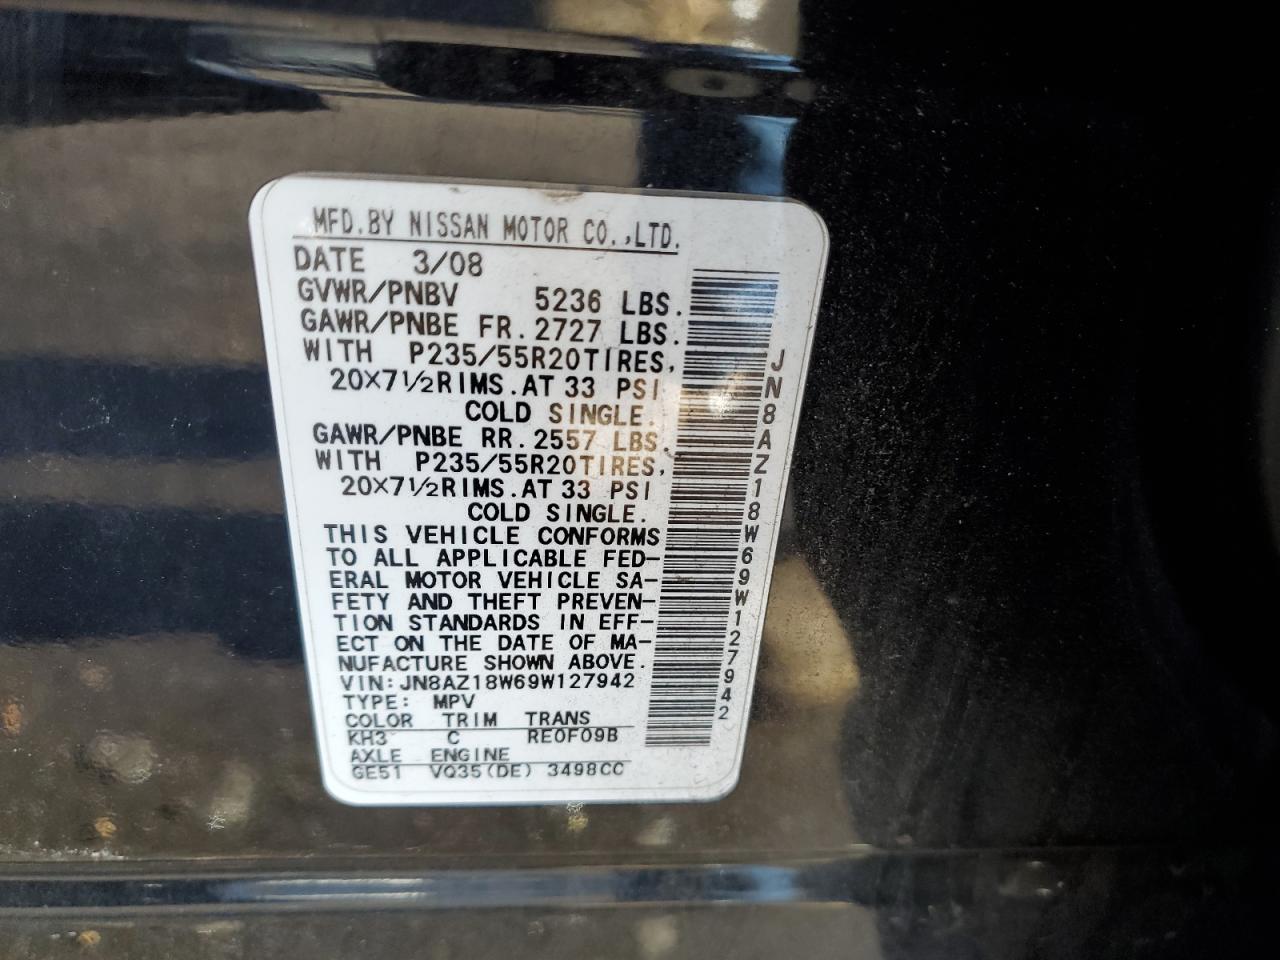 MFD.BY NISSAN MOTOR CO.,LTD.
DATE 3/08
GVWR/PNBV 5236 LBS.
GAWR/PNBE FR.2727 LBS.
WITH P235/55R20TIRES,
20×7½RIMS.AT 33 PSI
COLD SINGLE.
GAWR/PNBE RR.2557 LBS.
WITH P235/55R20TIRES,
20×7½RIMS.AT 33 PSI
COLD SINGLE.
THIS VEHICLE CONFORMS
TO ALL APPLICABLE FED-
ERAL MOTOR VEHICLE SA-
FETY AND THEFT PREVEN-
TION STANDARDS IN EFF-
ECT ON THE DATE OF MA-
NUFACTURE SHOWN ABOVE.
VIN:JN8AZ18W69W127942
TYPE: MPV
COLOR TRIM TRANS
KH3 C RE0F09B
AXLE ENGINE
GE51 VQ35(DE) 3498CC
JN8AZ18W69W127942